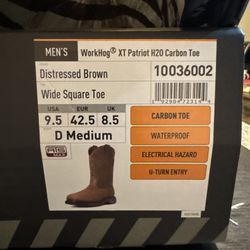 MEN'S WorkHog® XT Patriot H2O Carbon Toe
Distressed Brown 10036002
Wide Square Toe
USA EUR UK
9.5 42.5 8.5
D Medium
CARBON TOE
WATERPROOF
ELECTRICAL HAZARD
U-TURN ENTRY